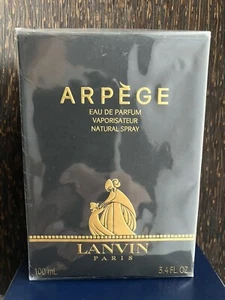 ARPÈGE
EAU DE PARFUM
VAPORISATEUR
NATURAL SPRAY
LANVIN
PARIS
100 mL 3.4 FL OZ